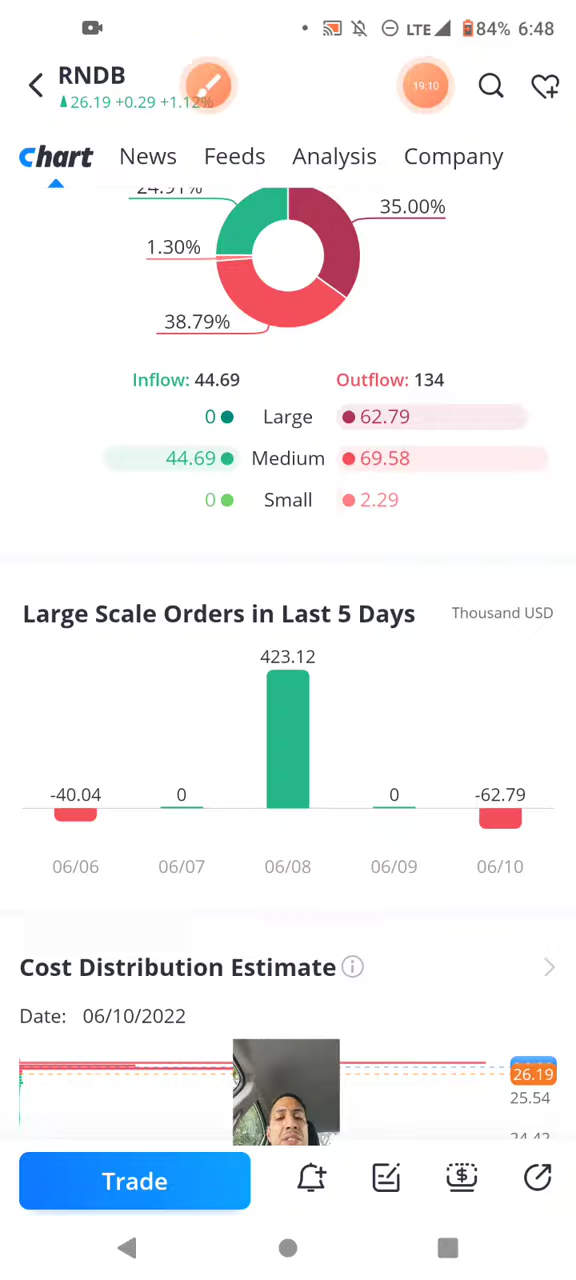 LTE 84% 6:48
RNDB
26.19 +0.29 +1.12%
19:10
Chart News Feeds Analysis Company
24.91%
35.00%
1.30%
38.79%
Inflow: 44.69 Outflow: 134
0 Large 62.79
44.69 Medium 69.58
0 Small 2.29
Large Scale Orders in Last 5 Days Thousand USD
423.12
-40.04 0 0 -62.79
06/06 06/07 06/08 06/09 06/10
Cost Distribution Estimate
Date: 06/10/2022
26.19
25.54
24.42
Trade